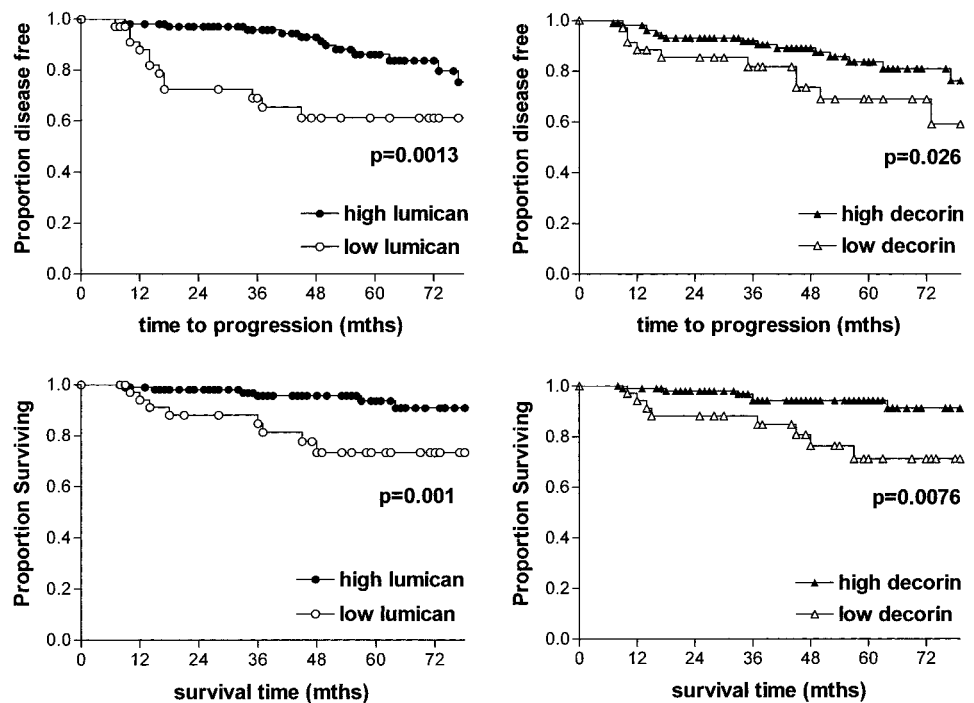 Proportion disease free
1.0
0.8
0.6
0.4
0.2
0.0
p=0.0013
high lumican
low lumican
0 12 24 36 48 60 72
time to progression (mths)
Proportion disease free
1.0
0.8
0.6
0.4
0.2
0.0
p=0.026
high decorin
low decorin
0 12 24 36 48 60 72
time to progression (mths)
Proportion Surviving
1.0
0.8
0.6
0.4
0.2
0.0
p=0.001
high lumican
low lumican
0 12 24 36 48 60 72
survival time (mths)
Proportion Surviving
1.0
0.8
0.6
0.4
0.2
0.0
p=0.0076
high decorin
low decorin
0 12 24 36 48 60 72
survival time (mths)